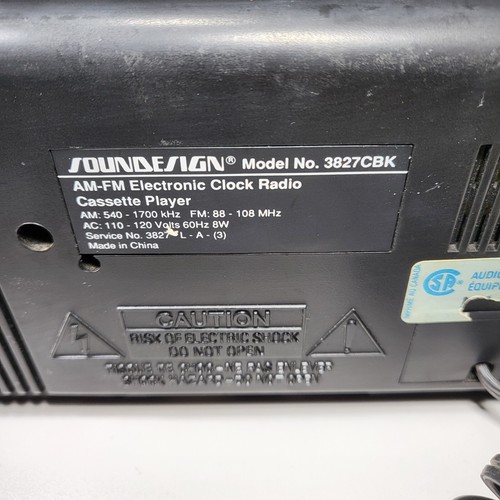 SOUNDESIGN® Model No. 3827CBK
AM-FM Electronic Clock Radio
Cassette Player
AM: 540 - 1700 kHz FM: 88 - 108 MHz
AC: 110 - 120 Volts 60Hz 8W
Service No. 3827 - L - A - (3)
Made in China
AUDIO
ÉQUIPE
CAUTION
RISK OF ELECTRIC SHOCK
DO NOT OPEN